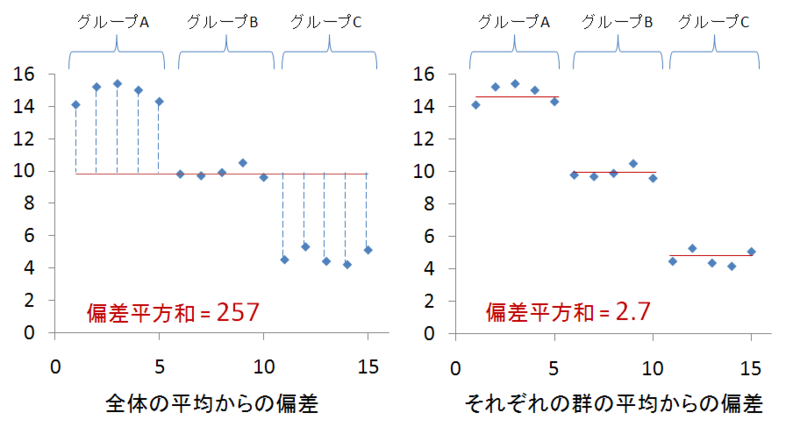 グループA グループB グループC
16
14
12
10
8
6
4
2
0
偏差平方和 = 257
0 5 10 15
全体の平均からの偏差
グループA グループB グループC
16
14
12
10
8
6
4
2
0
偏差平方和 = 2.7
0 5 10 15
それぞれの群の平均からの偏差